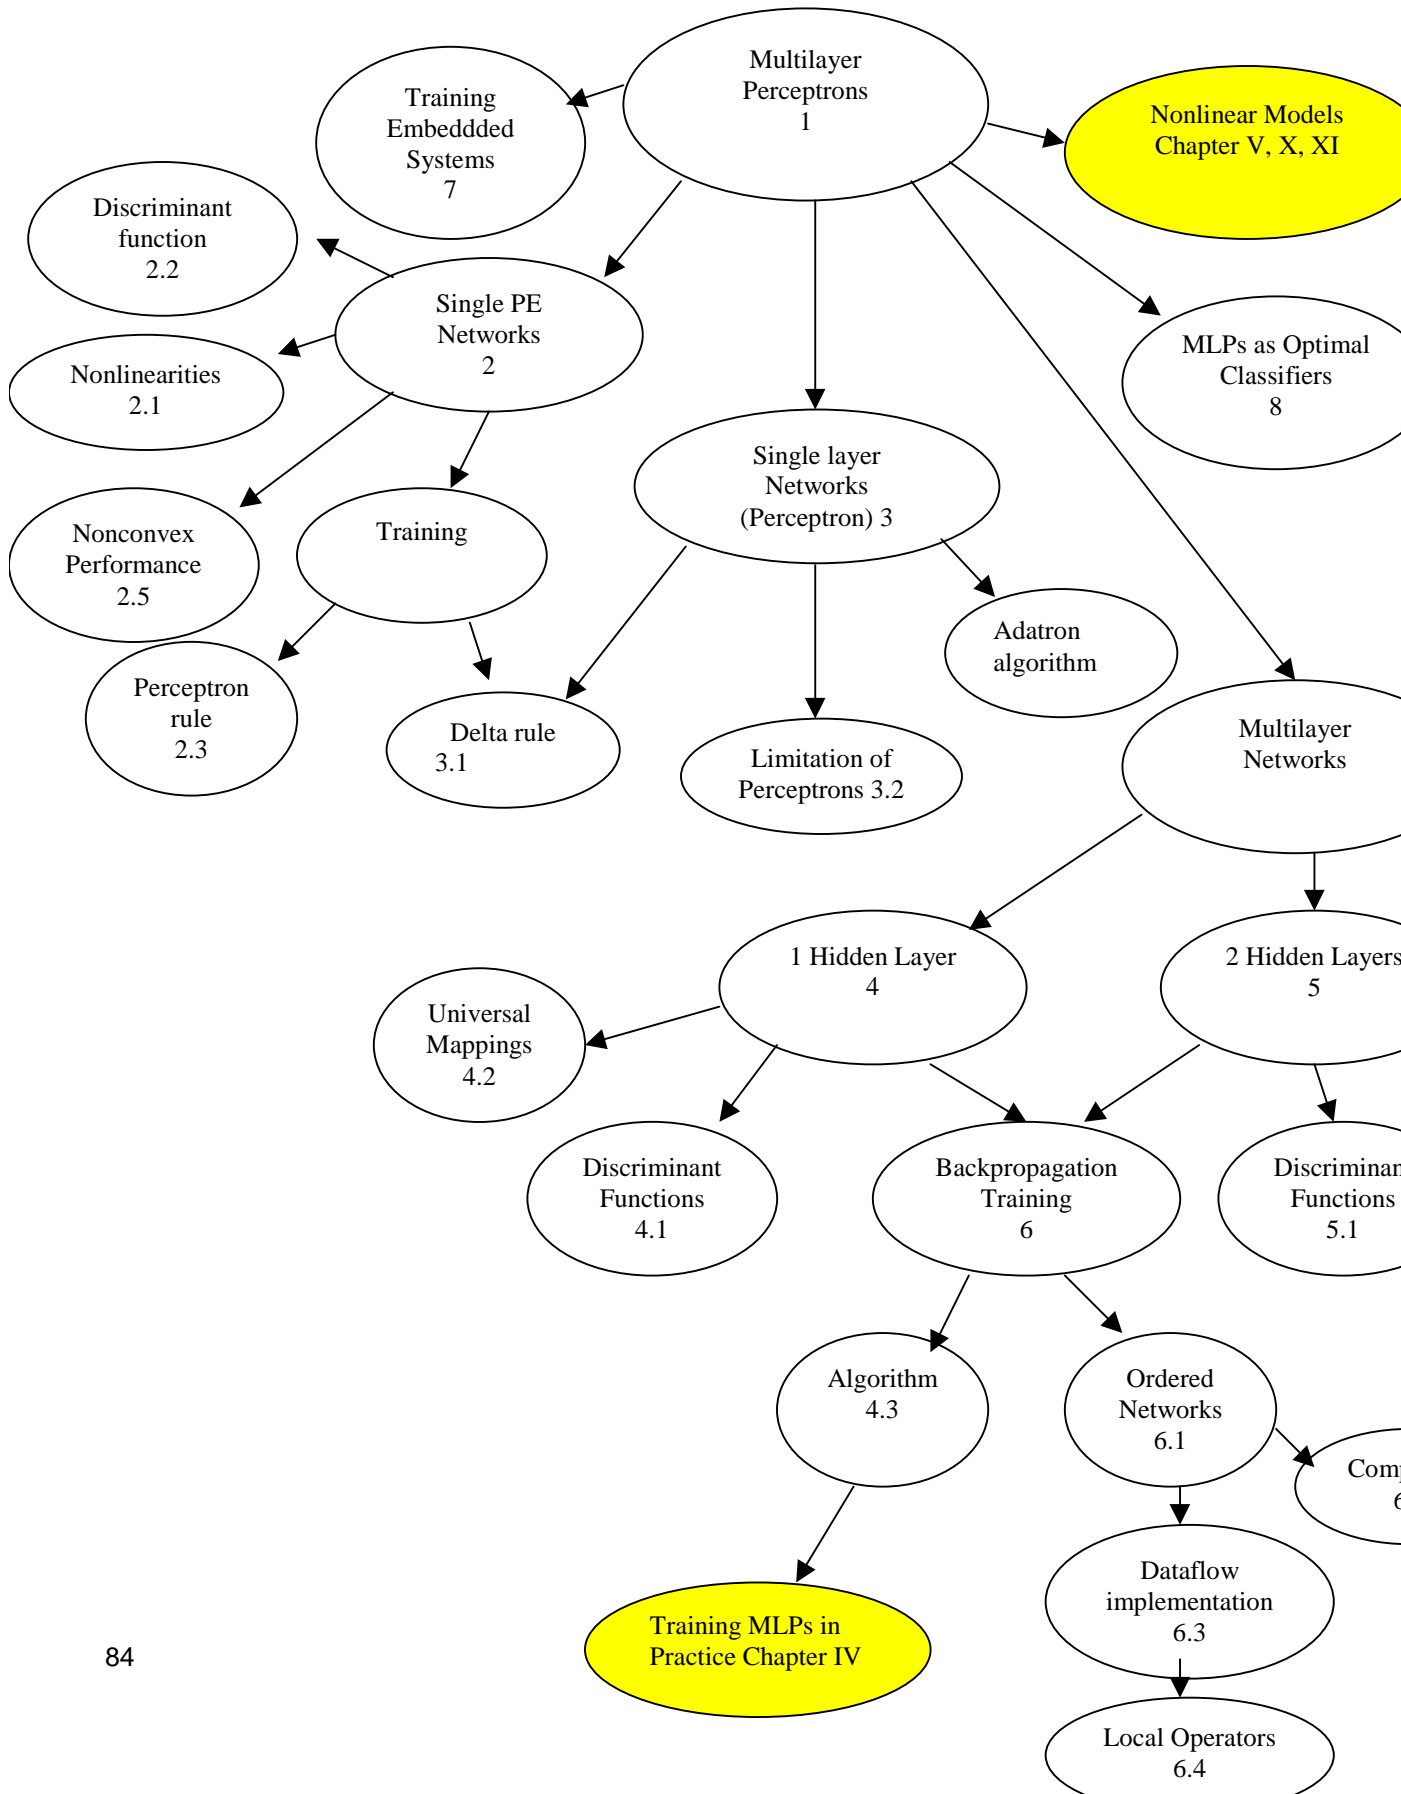 Multilayer
Perceptrons
1
Training
Embeddded
Systems
7
Nonlinear Models
Chapter V, X, XI
Discriminant
function
2.2
Single PE
Networks
2
Nonlinearities
2.1
MLPs as Optimal
Classifiers
8
Single layer
Networks
(Perceptron) 3
Nonconvex
Performance
2.5
Training
Adatron
algorithm
Perceptron
rule
2.3
Delta rule
3.1
Limitation of
Perceptrons 3.2
Multilayer
Networks
1 Hidden Layer
4
2 Hidden Layers
5
Universal
Mappings
4.2
Discriminant
Functions
4.1
Backpropagation
Training
6
Discriminan
Functions
5.1
Algorithm
4.3
Ordered
Networks
6.1
Comp
6
Dataflow
implementation
6.3
Training MLPs in
Practice Chapter IV
84
Local Operators
6.4